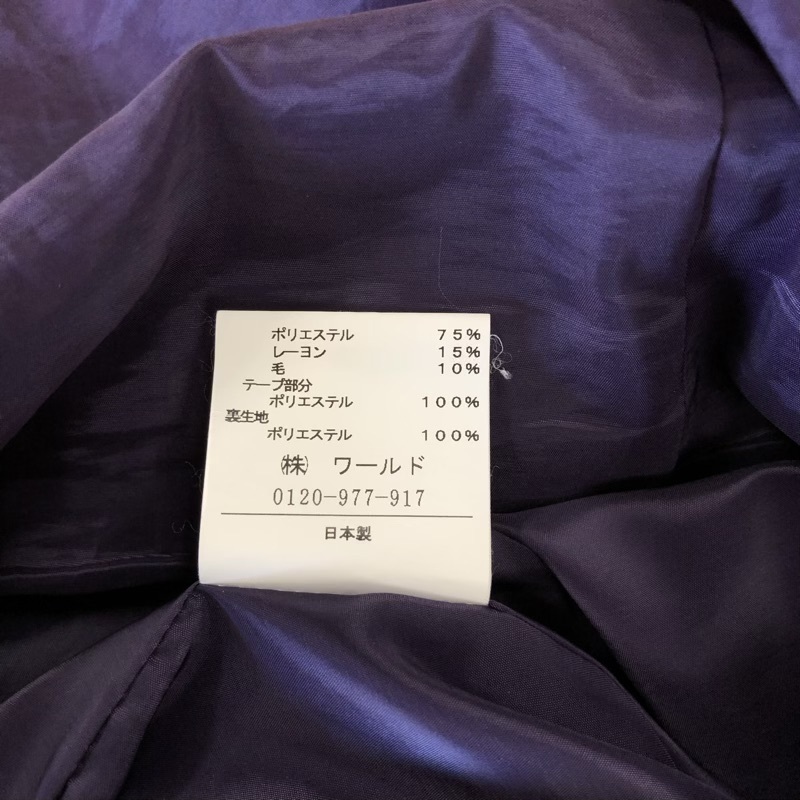 ポリエステル ７５％
レーヨン １５％
毛 １０％
テープ部分
ポリエステル １００％
裏生地
ポリエステル １００％
㈱ ワールド
0120-977-917
日本製